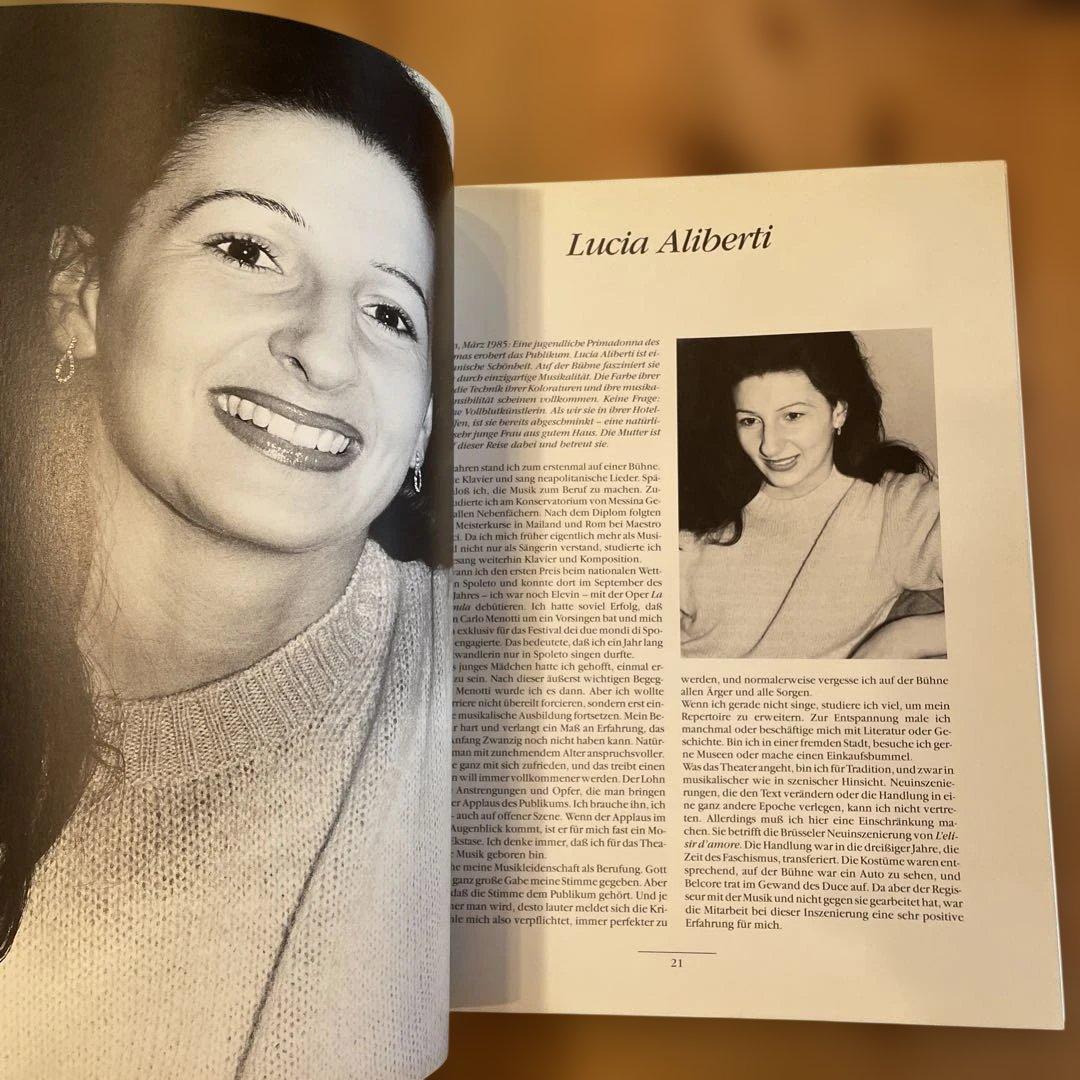 Lucia Aliberti
, März 1985: Eine jugendliche Primadonna des
mas erobert das Publikum. Lucia Aliberti ist ei-
nische Schönheit. Auf der Bühne fasziniert sie
durch einzigartige Musikalität. Die Farbe ihrer
die Technik ihrer Koloraturen und ihre musika-
nsibilität scheinen vollkommen. Keine Frage:
ne Vollblutkünstlerin. Als wir sie in ihrer Hotel-
fen, ist sie bereits abgeschminkt – eine natürli-
sehr junge Frau aus gutem Haus. Die Mutter ist
f dieser Reise dabei und betreut sie.
ahren stand ich zum erstenmal auf einer Bühne.
e Klavier und sang neapolitanische Lieder. Spä-
loß ich, die Musik zum Beruf zu machen. Zu-
udierte ich am Konservatorium von Messina Ge-
allen Nebenfächern. Nach dem Diplom folgten
Meisterkurse in Mailand und Rom bei Maestro
ci. Da ich mich früher eigentlich mehr als Musi-
d nicht nur als Sängerin verstand, studierte ich
esang weiterhin Klavier und Komposition.
ann ich den ersten Preis beim nationalen Wett-
n Spoleto und konnte dort im September des
Jahres – ich war noch Elevin – mit der Oper La
nula debütieren. Ich hatte soviel Erfolg, daß
n Carlo Menotti um ein Vorsingen bat und mich
exklusiv für das Festival dei due mondi di Spo-
engagierte. Das bedeutete, daß ich ein Jahr lang
wandlerin nur in Spoleto singen durfte.
s junges Mädchen hatte ich gehofft, einmal er-
zu sein. Nach dieser äußerst wichtigen Begeg-
Menotti wurde ich es dann. Aber ich wollte
rriere nicht übereilt forcieren, sondern erst ein-
e musikalische Ausbildung fortsetzen. Mein Be-
r hart und verlangt ein Maß an Erfahrung, das
Anfang Zwanzig noch nicht haben kann. Natür-
man mit zunehmendem Alter anspruchsvoller.
e ganz mit sich zufrieden, und das treibt einen
n will immer vollkommener werden. Der Lohn
Anstrengungen und Opfer, die man bringen
er Applaus des Publikums. Ich brauche ihn, ich
– auch auf offener Szene. Wenn der Applaus im
Augenblick kommt, ist er für mich fast ein Mo-
Ekstase. Ich denke immer, daß ich für das Thea-
e Musik geboren bin.
he meine Musikleidenschaft als Berufung. Gott
ganz große Gabe meine Stimme gegeben. Aber
daß die Stimme dem Publikum gehört. Und je
er man wird, desto lauter meldet sich die Kri-
le mich also verpflichtet, immer perfekter zu
werden, und normalerweise vergesse ich auf der Bühne
allen Ärger und alle Sorgen.
Wenn ich gerade nicht singe, studiere ich viel, um mein
Repertoire zu erweitern. Zur Entspannung male ich
manchmal oder beschäftige mich mit Literatur oder Ge-
schichte. Bin ich in einer fremden Stadt, besuche ich ger-
ne Museen oder mache einen Einkaufsbummel.
Was das Theater angeht, bin ich für Tradition, und zwar in
musikalischer wie in szenischer Hinsicht. Neuinszenie-
rungen, die den Text verändern oder die Handlung in ei-
ne ganz andere Epoche verlegen, kann ich nicht vertre-
ten. Allerdings muß ich hier eine Einschränkung ma-
chen. Sie betrifft die Brüsseler Neuinszenierung von L'eli-
sir d'amore. Die Handlung war in die dreißiger Jahre, die
Zeit des Faschismus, transferiert. Die Kostüme waren ent-
sprechend, auf der Bühne war ein Auto zu sehen, und
Belcore trat im Gewand des Duce auf. Da aber der Regis-
seur mit der Musik und nicht gegen sie gearbeitet hat, war
die Mitarbeit bei dieser Inszenierung eine sehr positive
Erfahrung für mich.
21